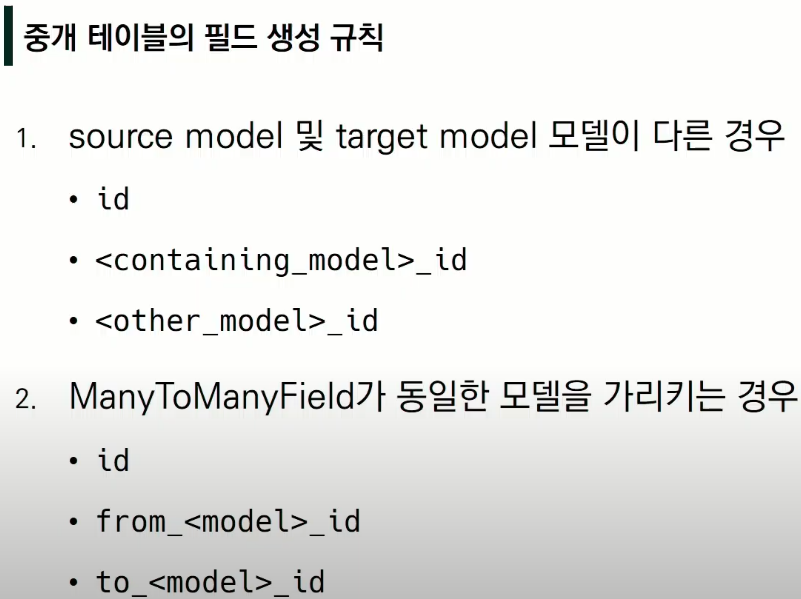 중개 테이블의 필드 생성 규칙
1. source model 및 target model 모델이 다른 경우
• id
• <containing_model>_id
• <other_model>_id
2. ManyToManyField가 동일한 모델을 가리키는 경우
• id
• from_<model>_id
• to_<model>_id